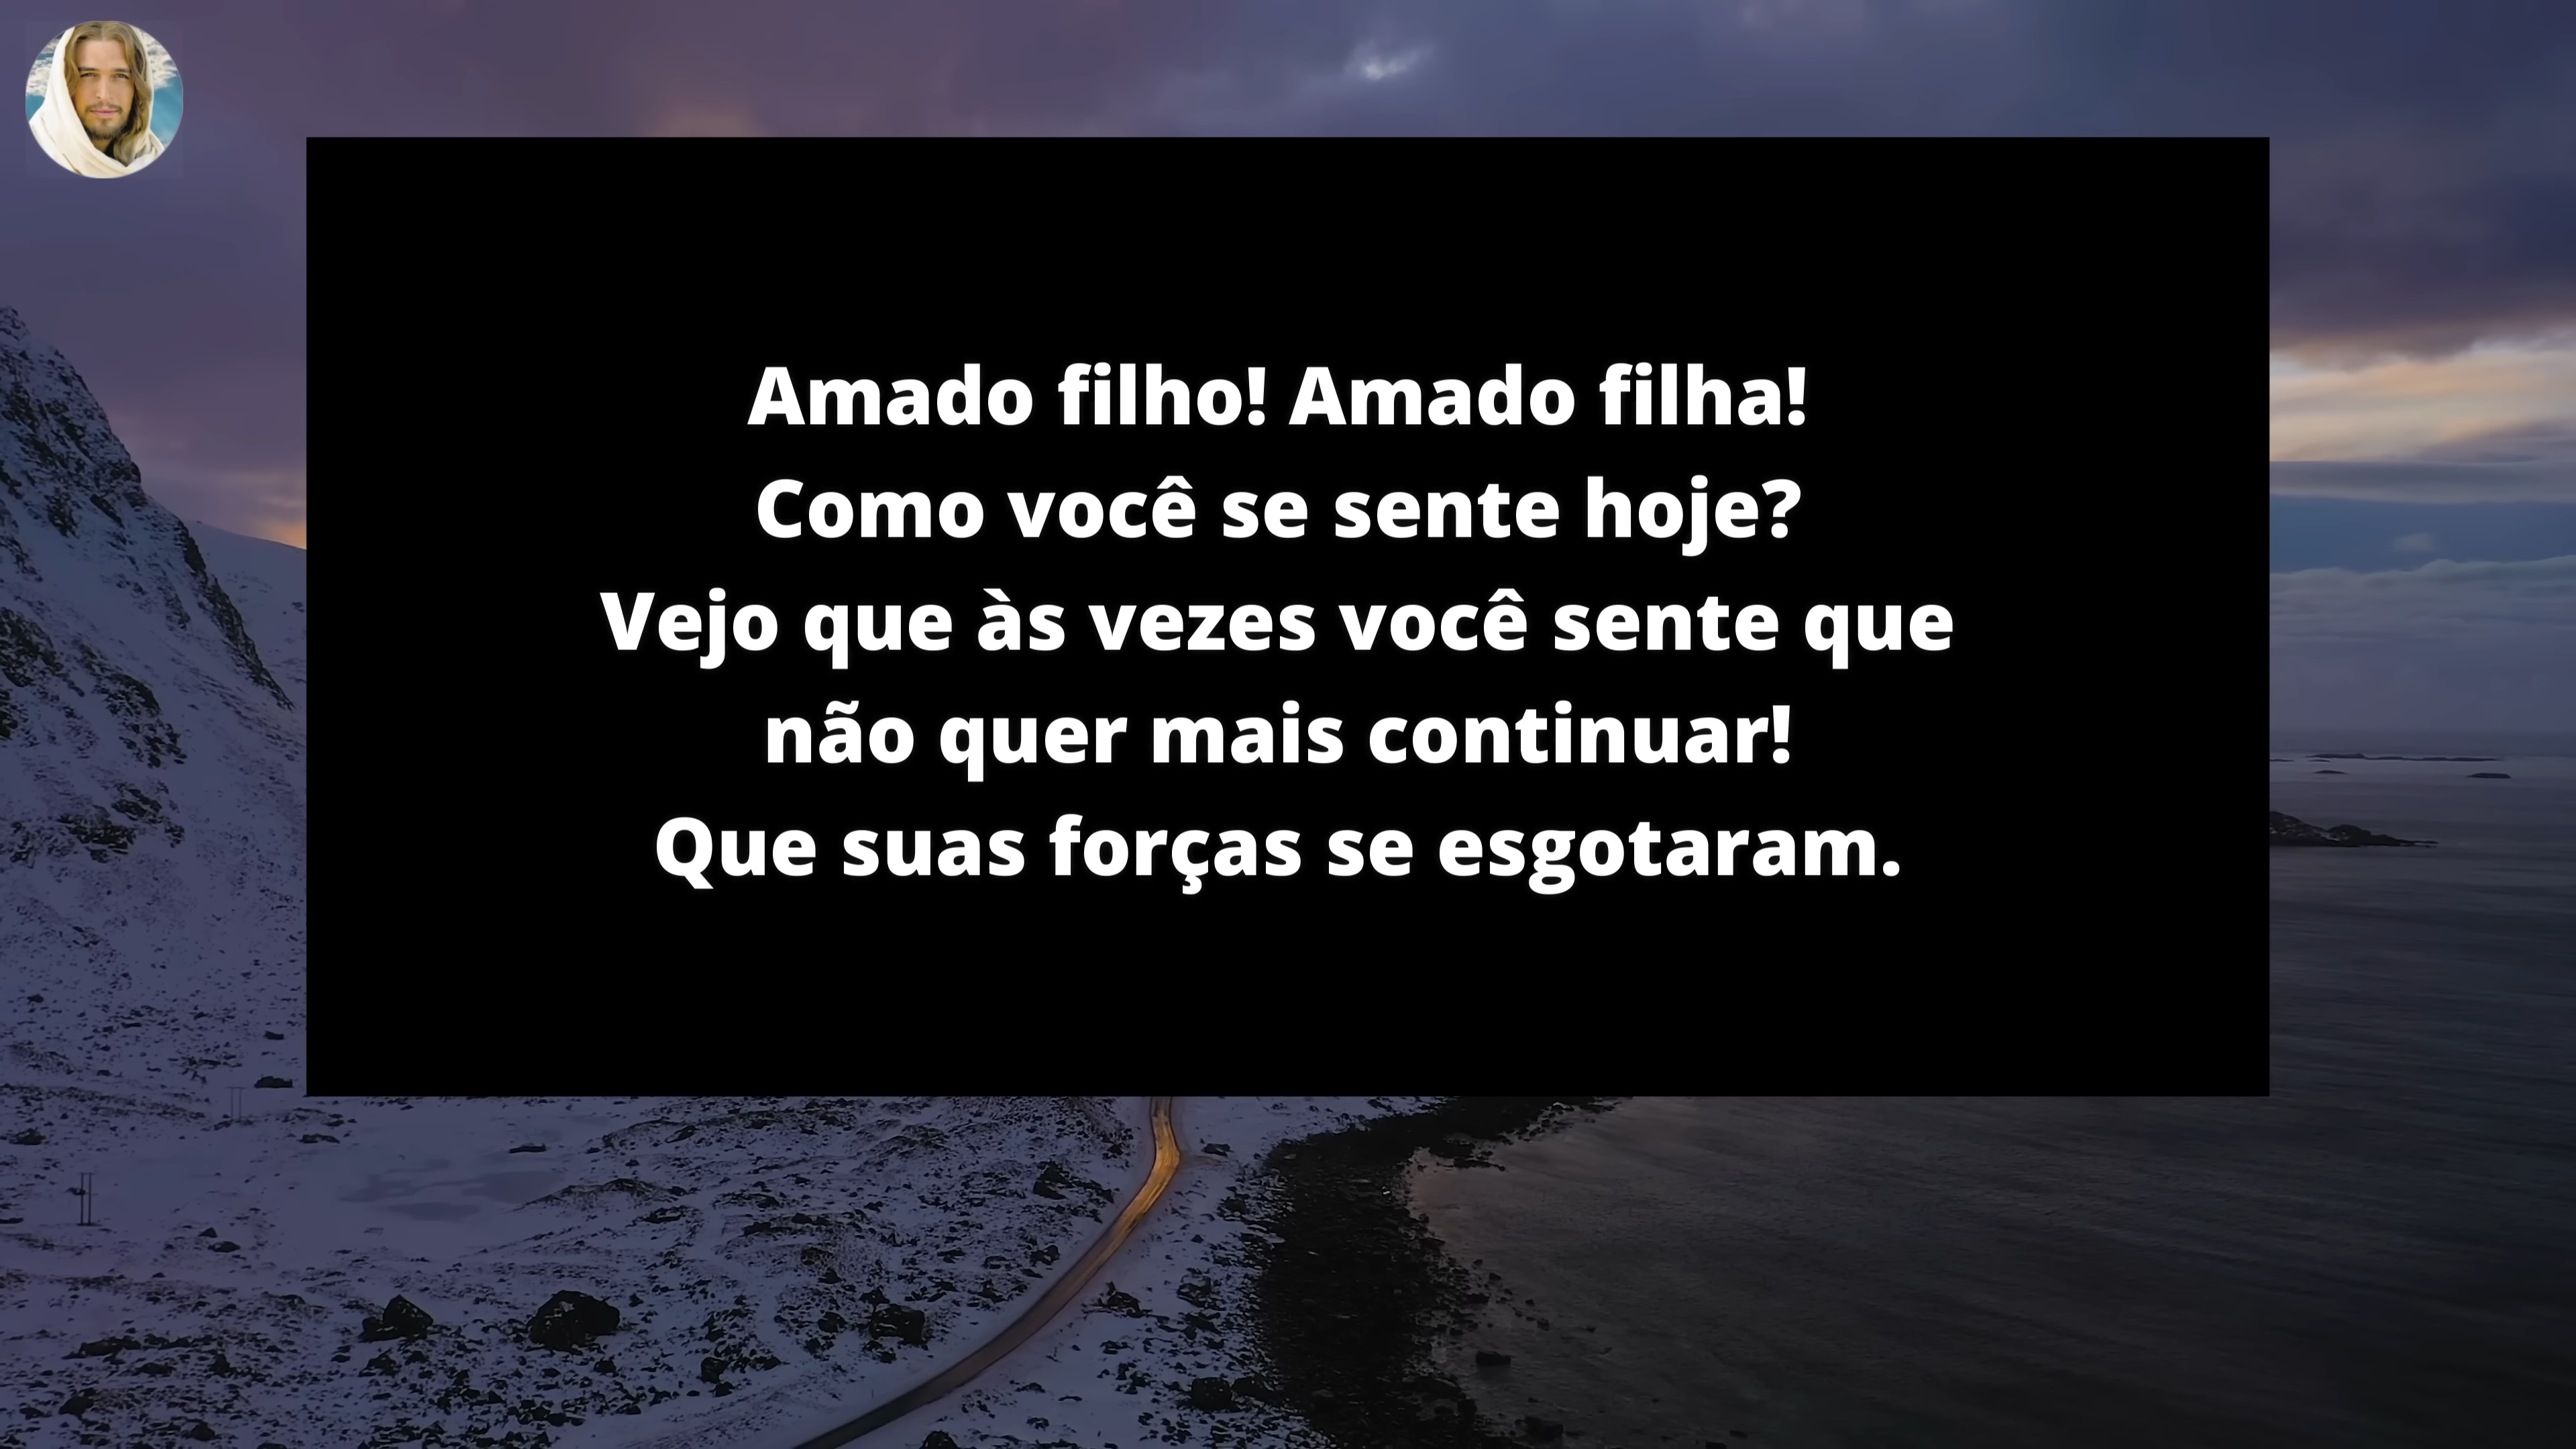 Amado filho! Amado filha!
Como você se sente hoje?
Vejo que às vezes você sente que
não quer mais continuar!
Que suas forças se esgotaram.